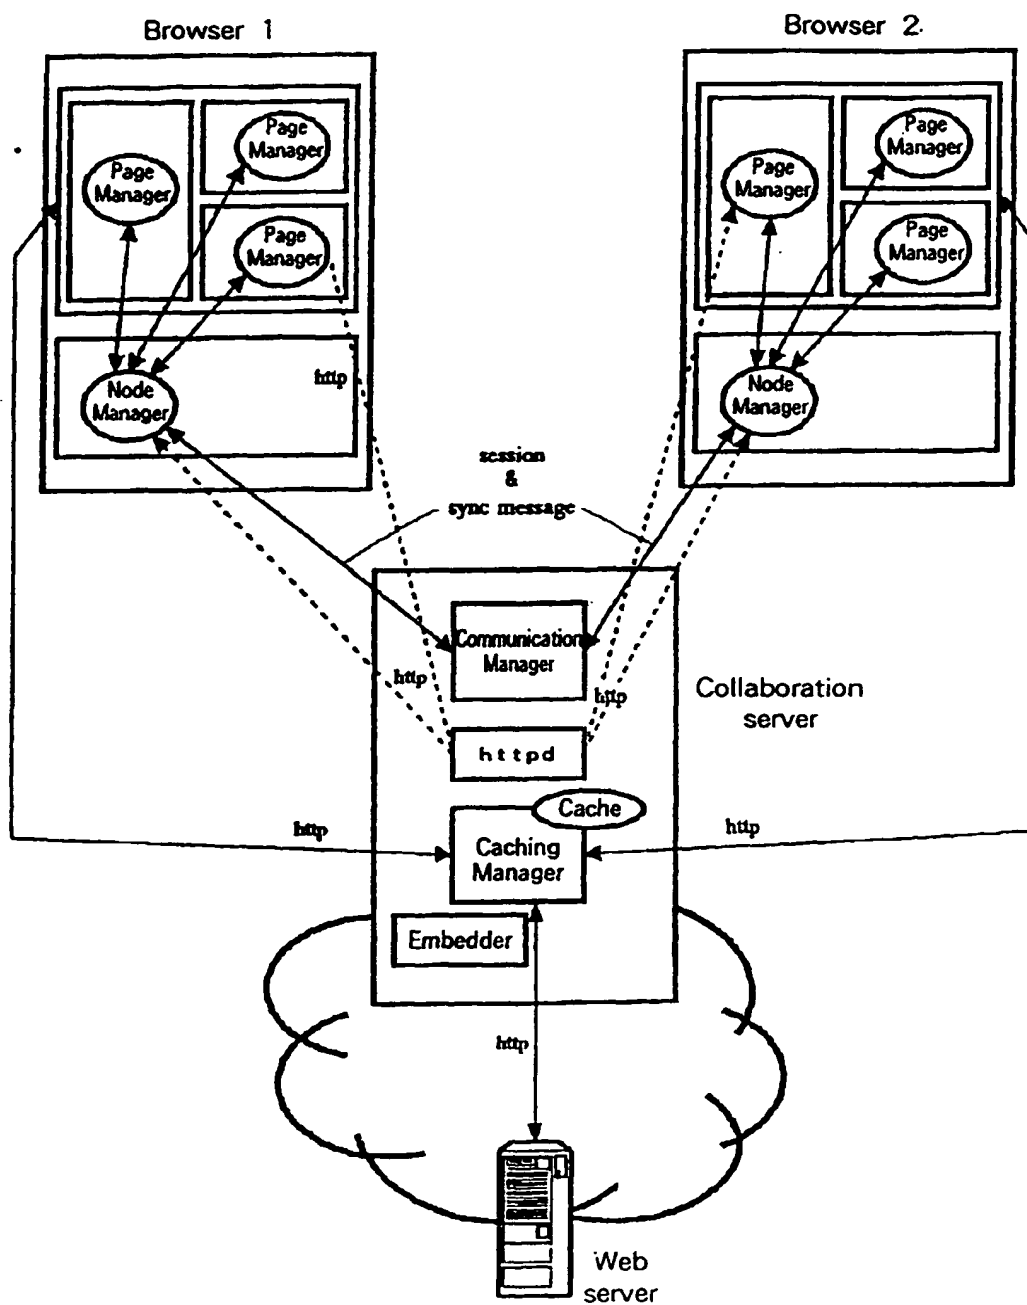 Browser 1
Browser 2
Page
Manager
Page
Manager
Page
Manager
Node
Manager
http
Page
Manager
Page
Manager
Page
Manager
Node
Manager
session
&
sync message
Communication
Manager
http
http
Collaboration
server
httpd
Cache
Caching
Manager
http
http
Embedder
http
Web
server